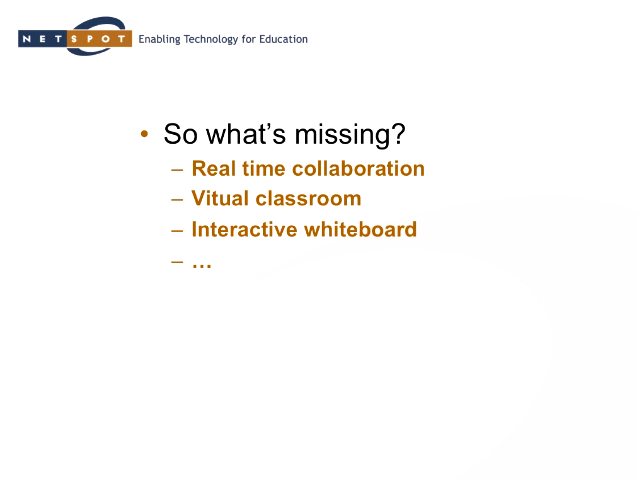 NETSPOT Enabling Technology for Education
• So what's missing?
– Real time collaboration
– Vitual classroom
– Interactive whiteboard
– …